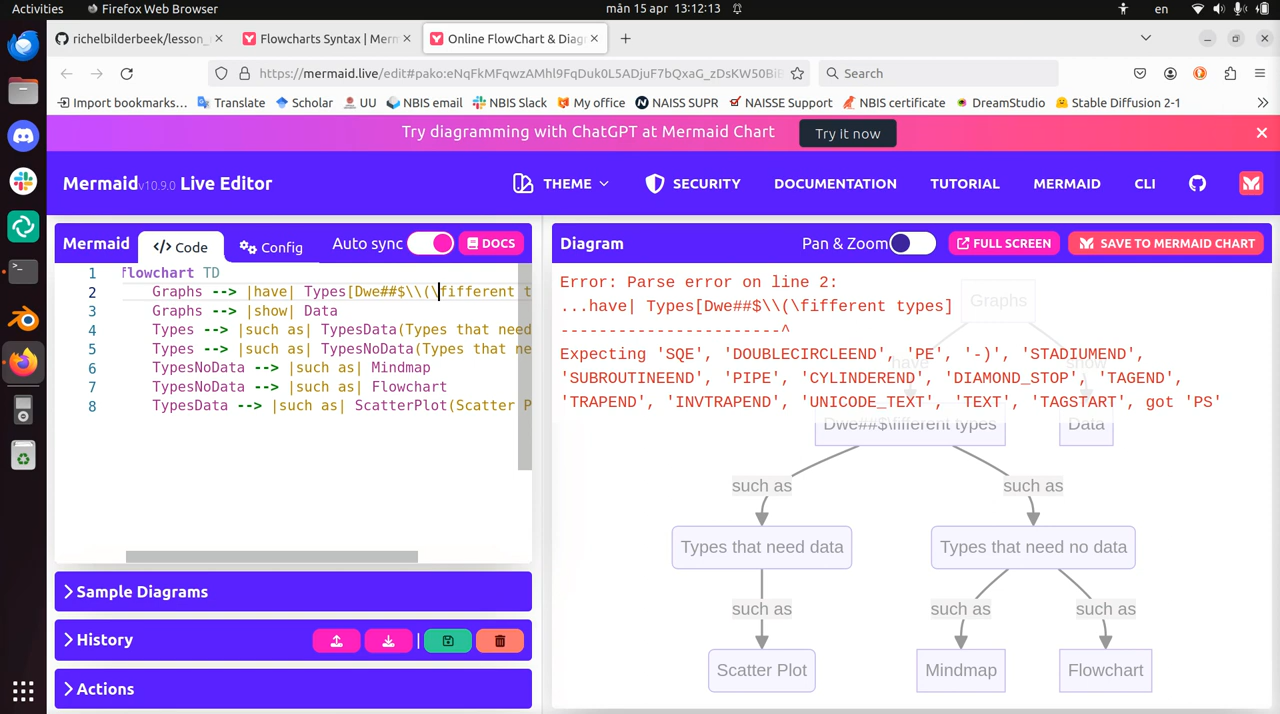 Activities Firefox Web Browser mån 15 apr 13:12:13 en
richelbilderbeek/lesson_ Flowcharts Syntax | Merm Online FlowChart & Diagr
https://mermaid.live/edit#pako:eNqFkMFqwzAMhl9FqDuk0L5ADjuF7bQxaG_zDsKW50BiE Search
Import bookmarks... Translate Scholar UU NBIS email NBIS Slack My office NAISS SUPR NAISSE Support NBIS certificate DreamStudio Stable Diffusion 2-1
Try diagramming with ChatGPT at Mermaid Chart Try it now
Mermaid v10.9.0 Live Editor THEME SECURITY DOCUMENTATION TUTORIAL MERMAID CLI
Mermaid Code Config Auto sync DOCS
Diagram Pan & Zoom FULL SCREEN SAVE TO MERMAID CHART
1 flowchart TD
2 Graphs --> |have| Types[Dwe##$\\(\fifferent t
3 Graphs --> |show| Data
4 Types --> |such as| TypesData(Types that need
5 Types --> |such as| TypesNoData(Types that ne
6 TypesNoData --> |such as| Mindmap
7 TypesNoData --> |such as| Flowchart
8 TypesData --> |such as| ScatterPlot(Scatter P
Error: Parse error on line 2:
...have| Types[Dwe##$\\(\fifferent types]
-----------------------^
Expecting 'SQE', 'DOUBLECIRCLEEND', 'PE', '-)', 'STADIUMEND',
'SUBROUTINEEND', 'PIPE', 'CYLINDEREND', 'DIAMOND_STOP', 'TAGEND',
'TRAPEND', 'INVTRAPEND', 'UNICODE_TEXT', 'TEXT', 'TAGSTART', got 'PS'
Graphs
have show
Dwe##$\fifferent types Data
such as such as
Types that need data Types that need no data
such as such as such as
Scatter Plot Mindmap Flowchart
Sample Diagrams
History
Actions